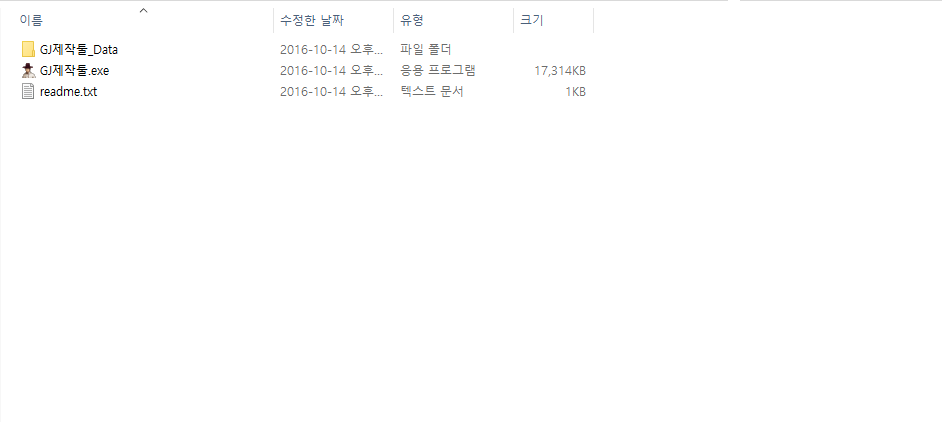 이름 수정한 날짜 유형 크기
GJ제작툴_Data 2016-10-14 오후... 파일 폴더
GJ제작툴.exe 2016-10-14 오후... 응용 프로그램 17,314KB
readme.txt 2016-10-14 오후... 텍스트 문서 1KB